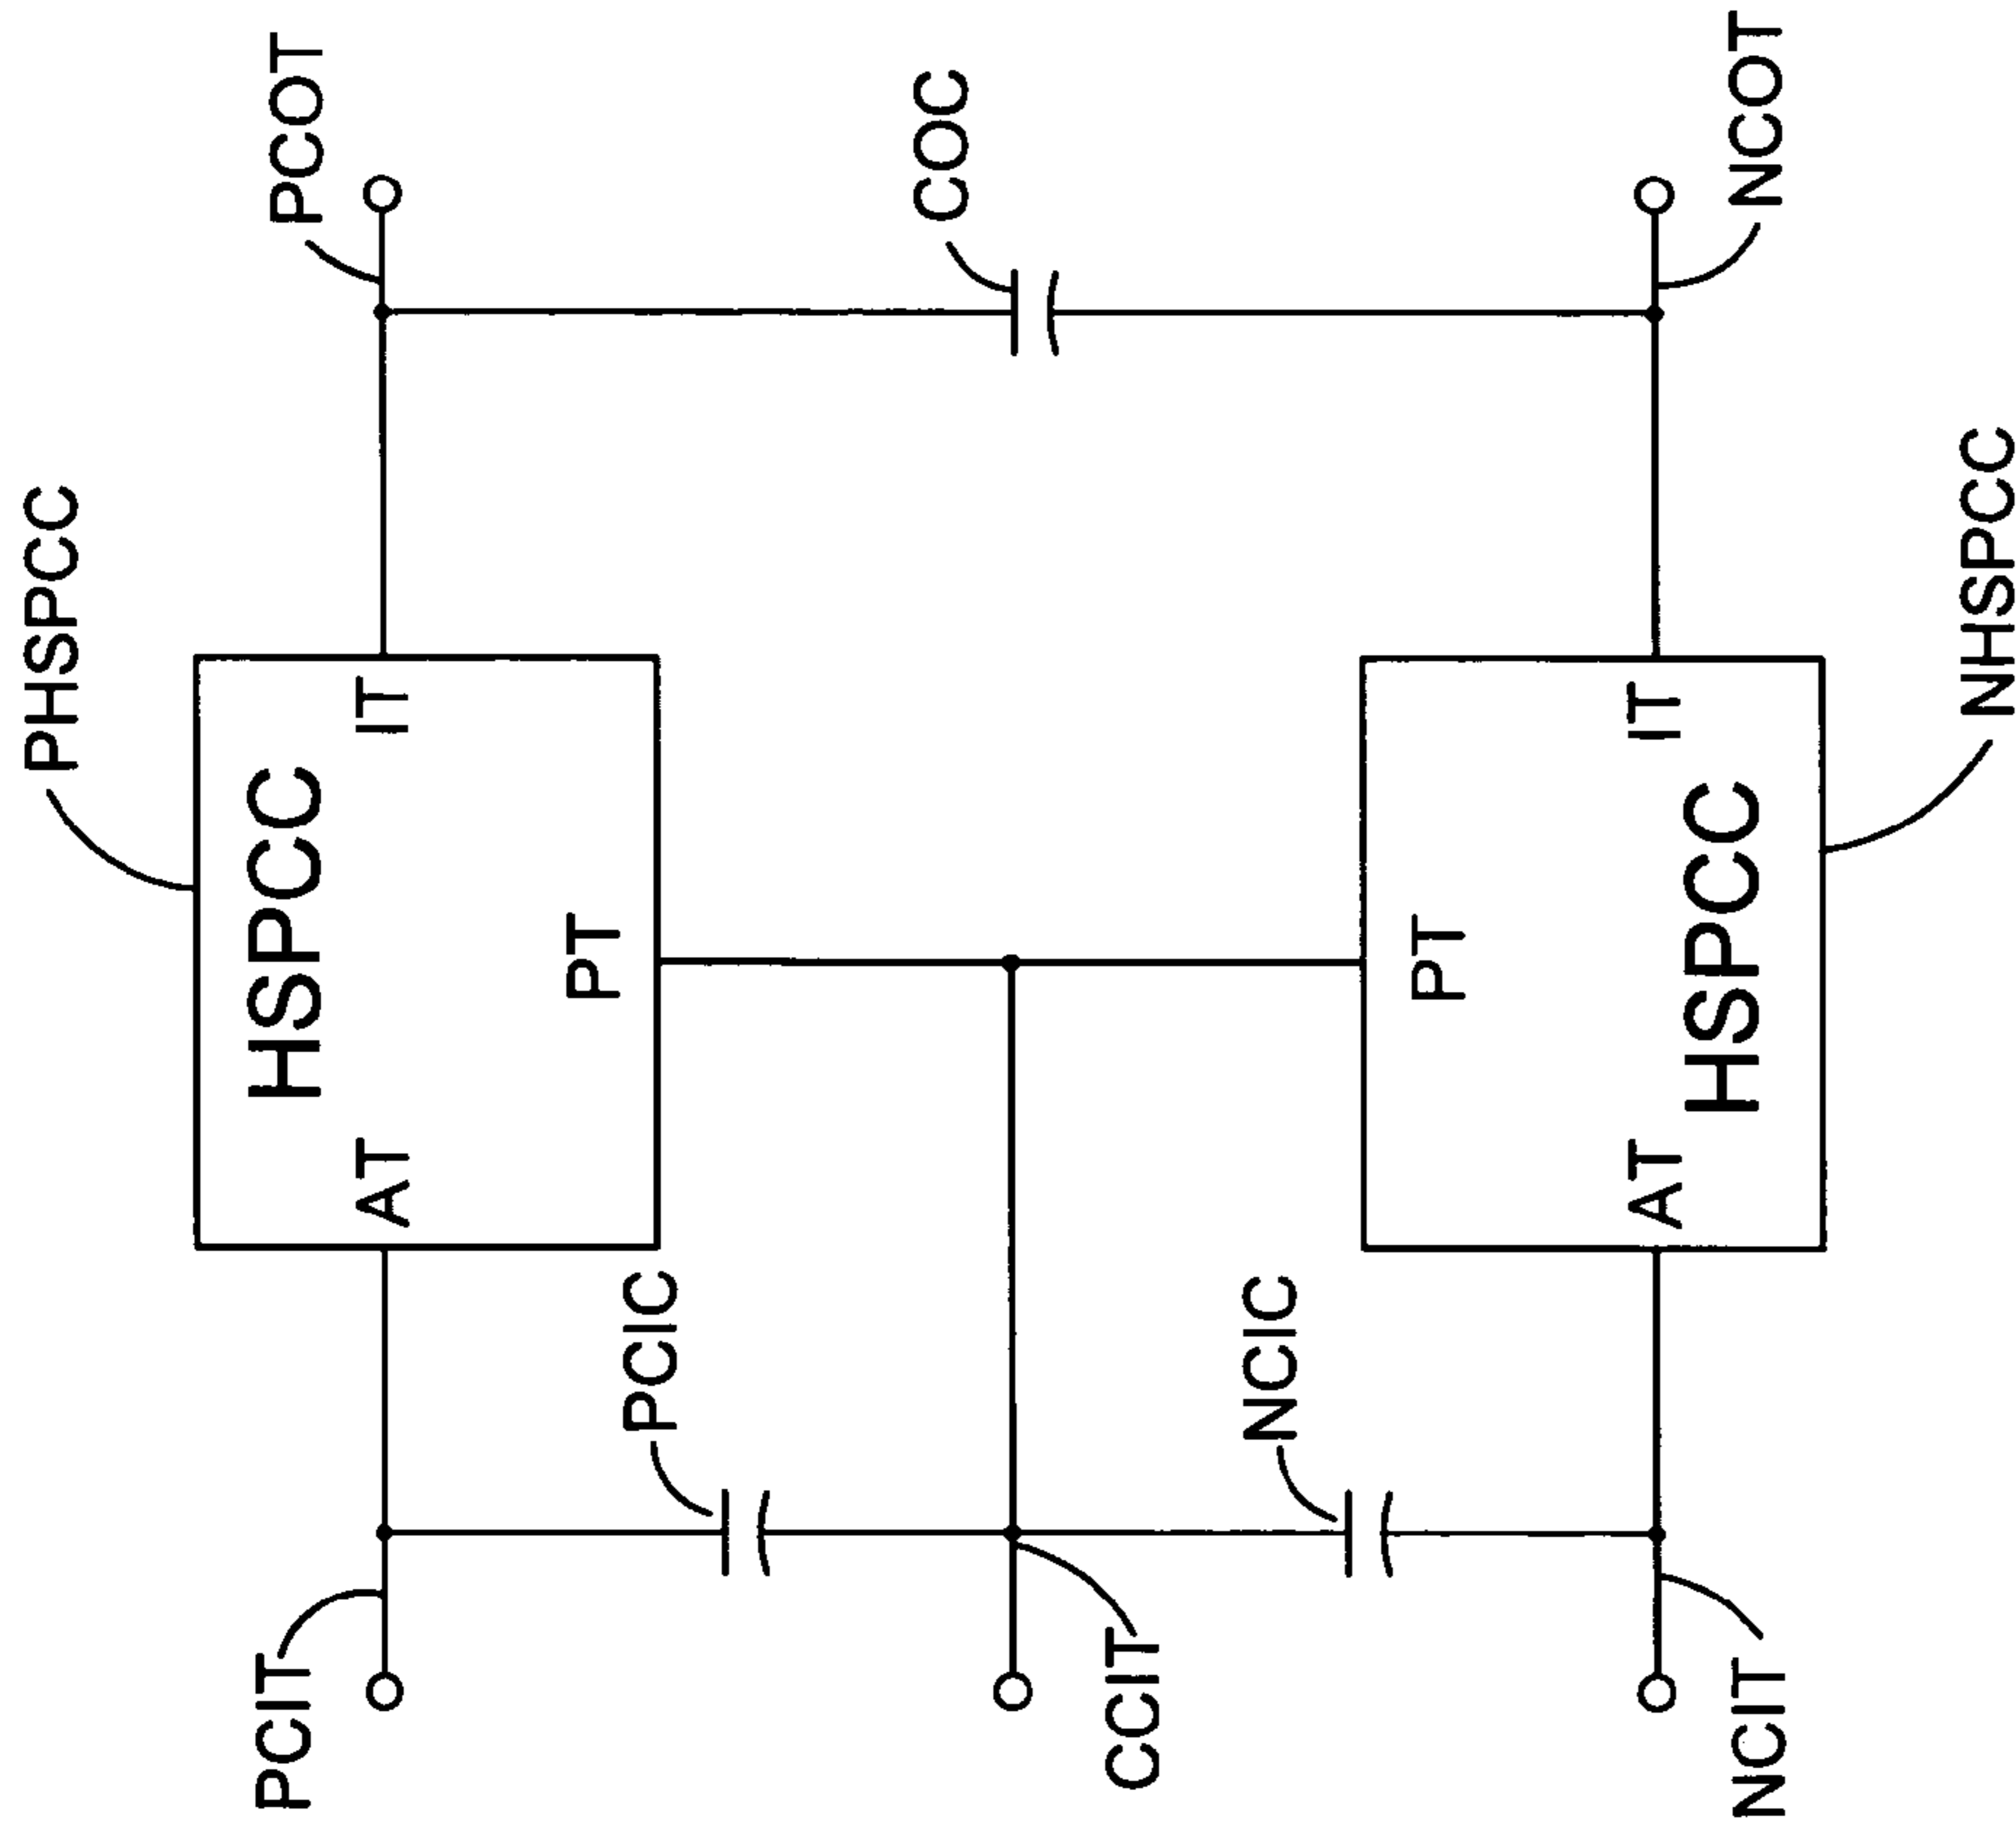 PHSPCC
PCIT
AT
HSPCC
IT
PCOT
PCIC
PT
CCIT
COC
NCIC
PT
NCIT
AT
HSPCC
IT
NCOT
NHSPCC